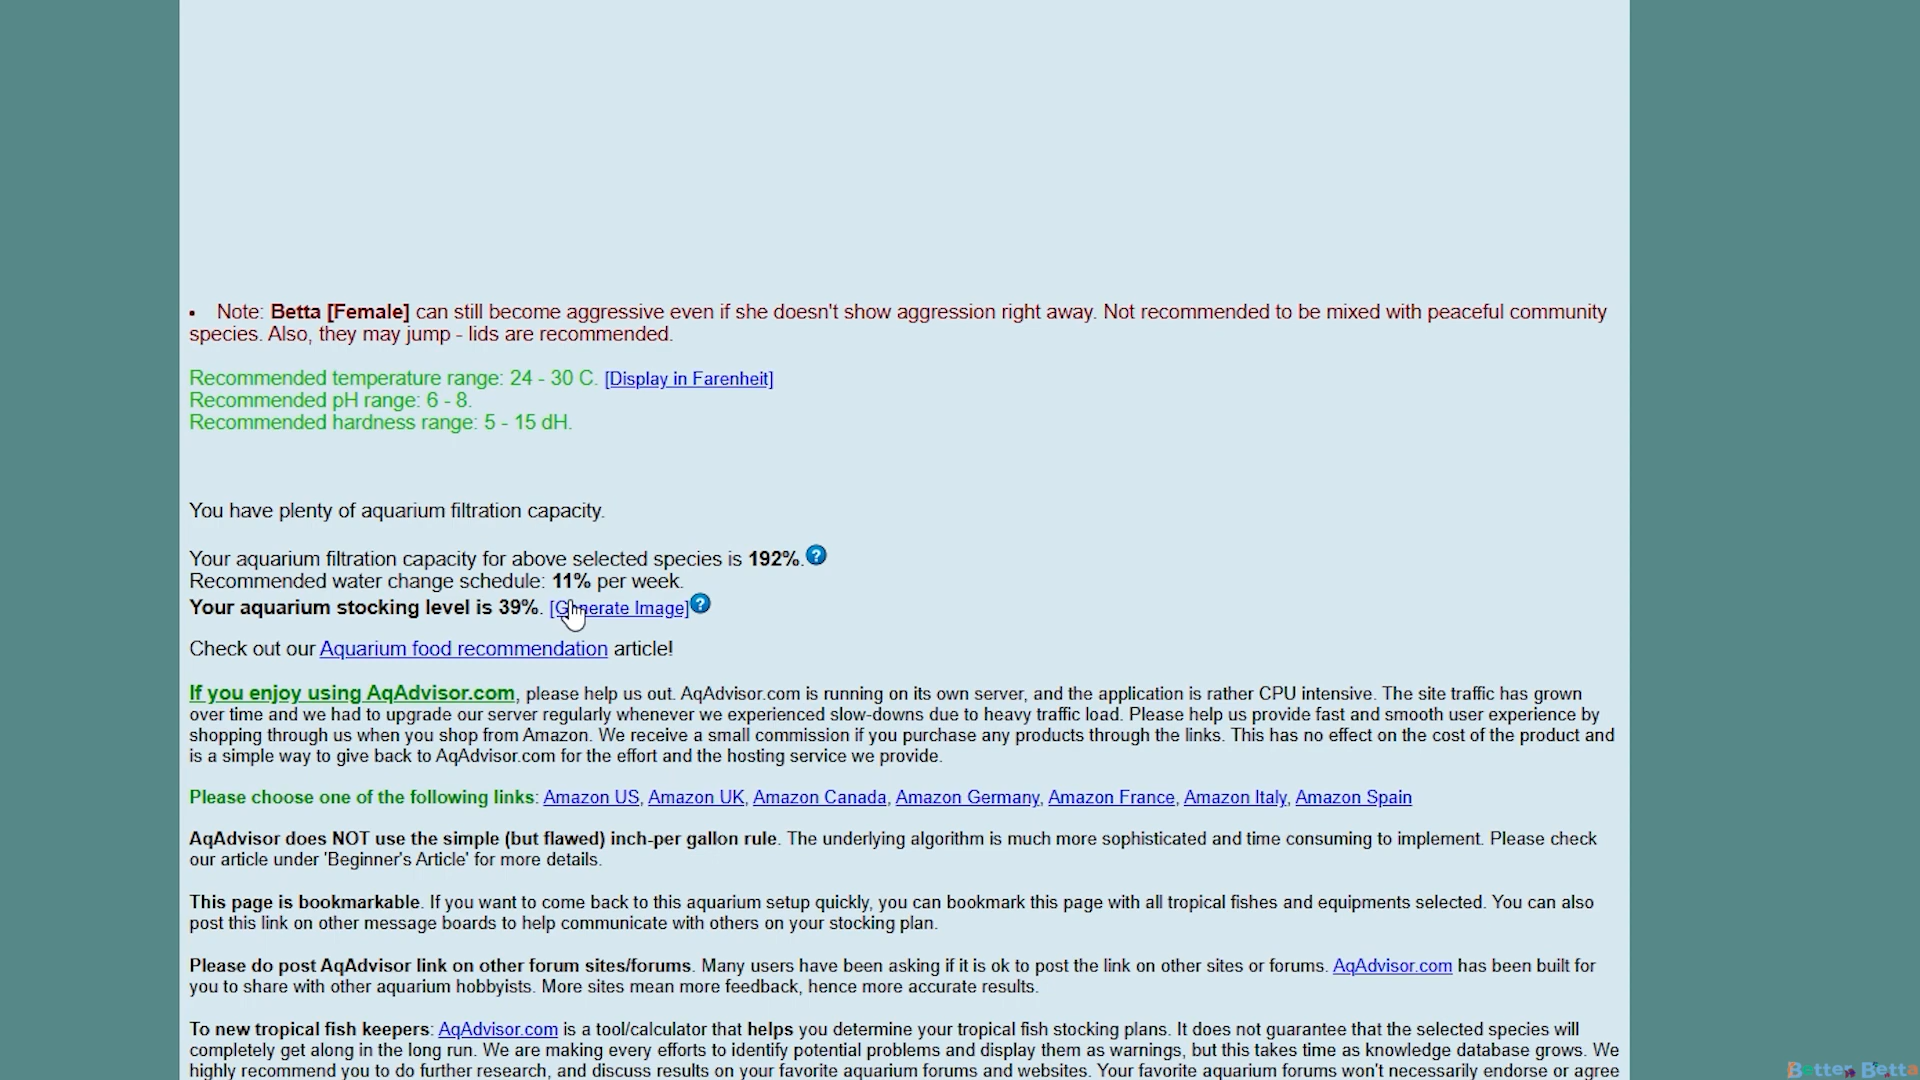 • Note: Betta [Female] can still become aggressive even if she doesn't show aggression right away. Not recommended to be mixed with peaceful community
species. Also, they may jump - lids are recommended.
Recommended temperature range: 24 - 30 C. [Display in Farenheit]
Recommended pH range: 6 - 8.
Recommended hardness range: 5 - 15 dH.
You have plenty of aquarium filtration capacity.
Your aquarium filtration capacity for above selected species is 192%.?
Recommended water change schedule: 11% per week.
Your aquarium stocking level is 39%. [Generate Image]?
Check out our Aquarium food recommendation article!
If you enjoy using AqAdvisor.com, please help us out. AqAdvisor.com is running on its own server, and the application is rather CPU intensive. The site traffic has grown
over time and we had to upgrade our server regularly whenever we experienced slow-downs due to heavy traffic load. Please help us provide fast and smooth user experience by
shopping through us when you shop from Amazon. We receive a small commission if you purchase any products through the links. This has no effect on the cost of the product and
is a simple way to give back to AqAdvisor.com for the effort and the hosting service we provide.
Please choose one of the following links: Amazon US, Amazon UK, Amazon Canada, Amazon Germany, Amazon France, Amazon Italy, Amazon Spain
AqAdvisor does NOT use the simple (but flawed) inch-per gallon rule. The underlying algorithm is much more sophisticated and time consuming to implement. Please check
our article under 'Beginner's Article' for more details.
This page is bookmarkable. If you want to come back to this aquarium setup quickly, you can bookmark this page with all tropical fishes and equipments selected. You can also
post this link on other message boards to help communicate with others on your stocking plan.
Please do post AqAdvisor link on other forum sites/forums. Many users have been asking if it is ok to post the link on other sites or forums. AqAdvisor.com has been built for
you to share with other aquarium hobbyists. More sites mean more feedback, hence more accurate results.
To new tropical fish keepers: AqAdvisor.com is a tool/calculator that helps you determine your tropical fish stocking plans. It does not guarantee that the selected species will
completely get along in the long run. We are making every efforts to identify potential problems and display them as warnings, but this takes time as knowledge database grows. We
highly recommend you to do further research, and discuss results on your favorite aquarium forums and websites. Your favorite aquarium forums won't necessarily endorse or agree
Better Betta